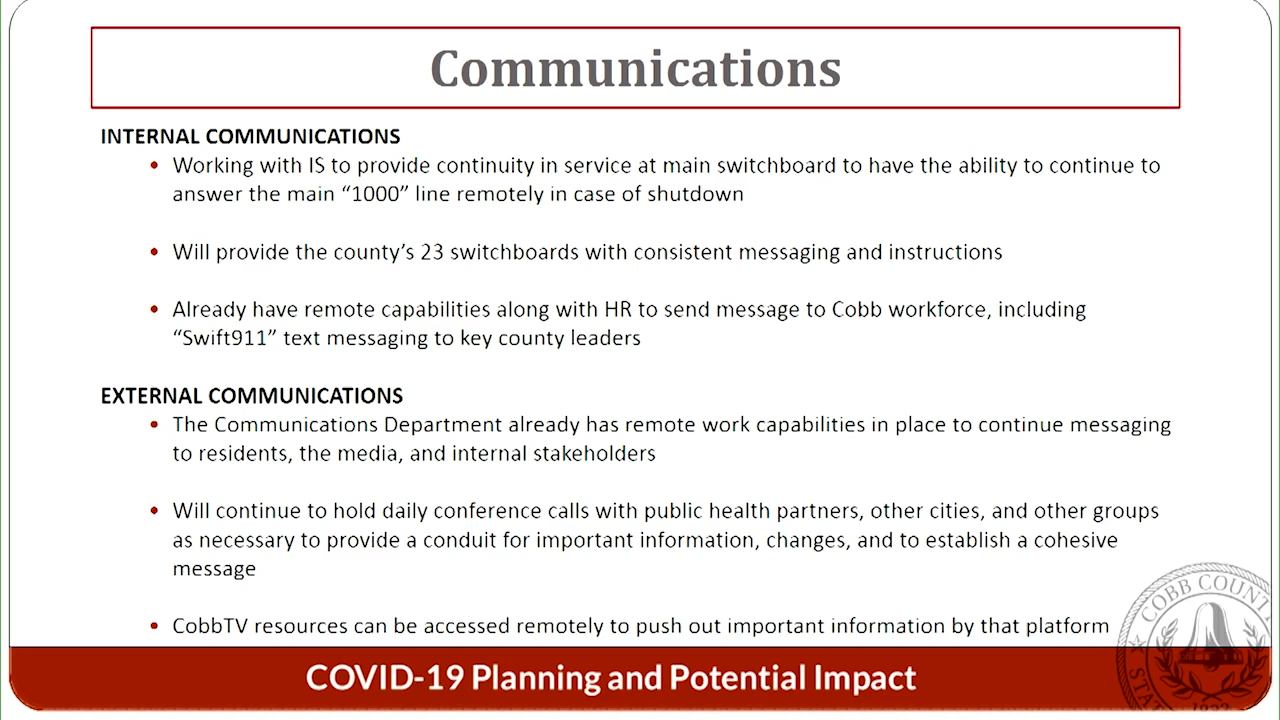 Communications
INTERNAL COMMUNICATIONS
• Working with IS to provide continuity in service at main switchboard to have the ability to continue to
answer the main “1000” line remotely in case of shutdown
• Will provide the county’s 23 switchboards with consistent messaging and instructions
• Already have remote capabilities along with HR to send message to Cobb workforce, including
“Swift911” text messaging to key county leaders
EXTERNAL COMMUNICATIONS
• The Communications Department already has remote work capabilities in place to continue messaging
to residents, the media, and internal stakeholders
• Will continue to hold daily conference calls with public health partners, other cities, and other groups
as necessary to provide a conduit for important information, changes, and to establish a cohesive
message
• CobbTV resources can be accessed remotely to push out important information by that platform
COVID-19 Planning and Potential Impact
COBB COUNT
STAT